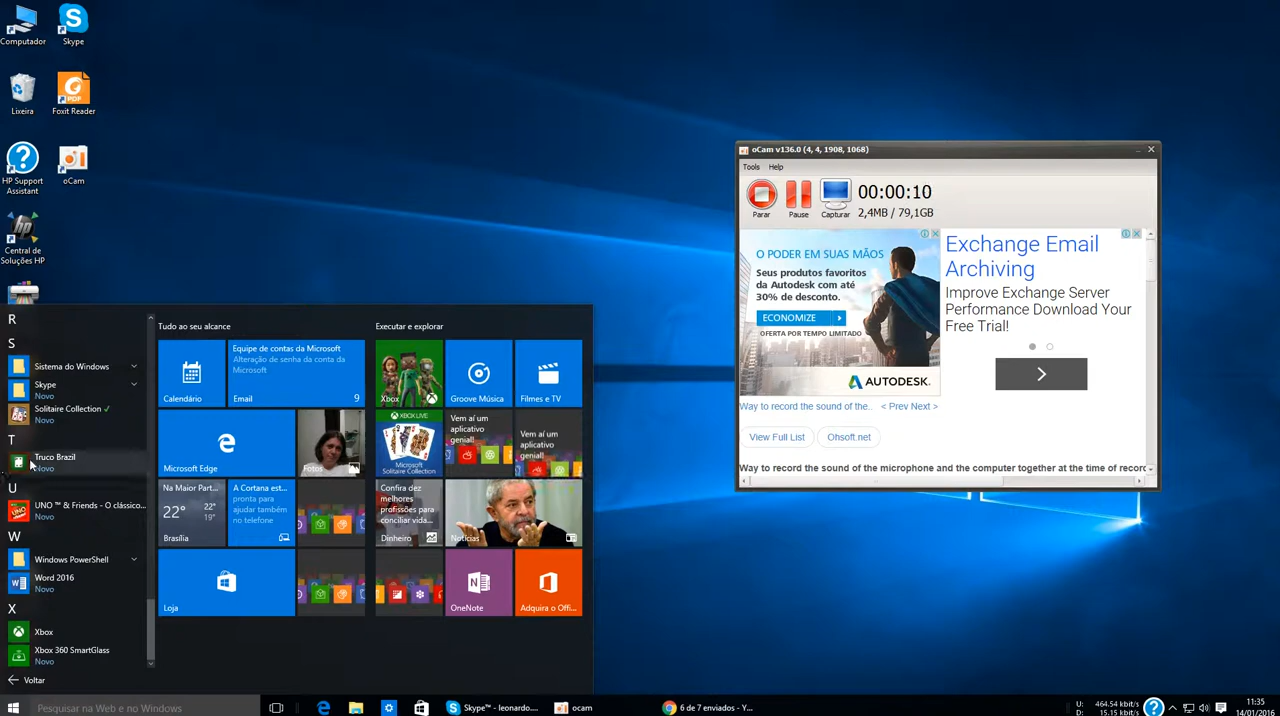 Computador
Skype
Lixeira
PDF
Foxit Reader
HP Support
Assistant
oCam
Central de
Soluções HP
oCam v136.0 (4, 4, 1908, 1068)
Tools Help
Parar
Pause
Capturar
00:00:10
2,4MB / 79,1GB
O PODER EM SUAS MÃOS
Seus produtos favoritos
da Autodesk com até
30% de desconto.
ECONOMIZE
OFERTA POR TEMPO LIMITADO
AUTODESK.
Exchange Email
Archiving
Improve Exchange Server
Performance Download Your
Free Trial!
Way to record the sound of the.. < Prev Next >
View Full List
Ohsoft.net
Way to record the sound of the microphone and the computer together at the time of record
R
S
Sistema do Windows
Skype
Novo
Solitaire Collection
Novo
T
Truco Brazil
Novo
U
UNO ™ & Friends - O clássico...
Novo
W
Windows PowerShell
Word 2016
Novo
X
Xbox
Xbox 360 SmartGlass
Novo
Voltar
Tudo ao seu alcance
Calendário
Equipe de contas da Microsoft
Alteração de senha da conta da
Microsoft
Email 9
Microsoft Edge
Fotos
Na Maior Part...
22°
22°
19°
Brasília
A Cortana est...
pronta para
ajudar também
no telefone
Loja
Executar e explorar
Xbox
Groove Música
Filmes e TV
XBOX LIVE
Microsoft
Solitaire Collection
Vem aí um
aplicativo
genial!
Vem aí um
aplicativo
genial!
Confira dez
melhores
profissões para
conciliar vida...
Dinheiro
Notícias
OneNote
Adquira o Offi...
Pesquisar na Web e no Windows
Skype™ - leonardo....
ocam
6 de 7 enviados - Y...
U: 464.54 kbit/s
D: 15.15 kbit/s
11:35
14/01/2016